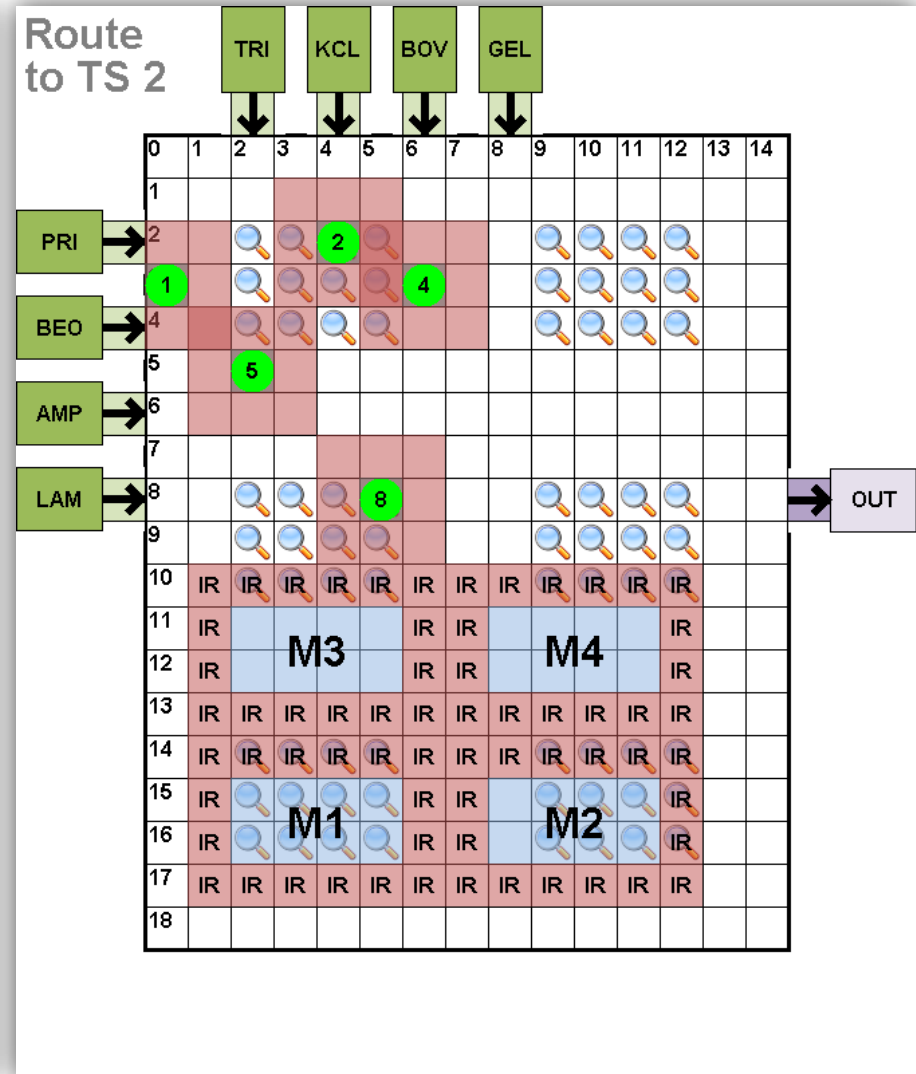 Route
to TS 2
TRI KCL BOV GEL
0 1 2 3 4 5 6 7 8 9 10 11 12 13 14
1
PRI 2 2
1 4
BEO 4
5 5
AMP 6
7
LAM 8 8 OUT
9
10 IR IR IR IR IR IR IR IR IR IR IR IR
11 IR IR IR IR
M3 M4
12 IR IR IR IR
13 IR IR IR IR IR IR IR IR IR IR IR IR
14 IR IR IR IR IR IR IR IR IR IR IR IR
15 IR IR IR IR
M1 M2
16 IR IR IR IR
17 IR IR IR IR IR IR IR IR IR IR IR IR
18